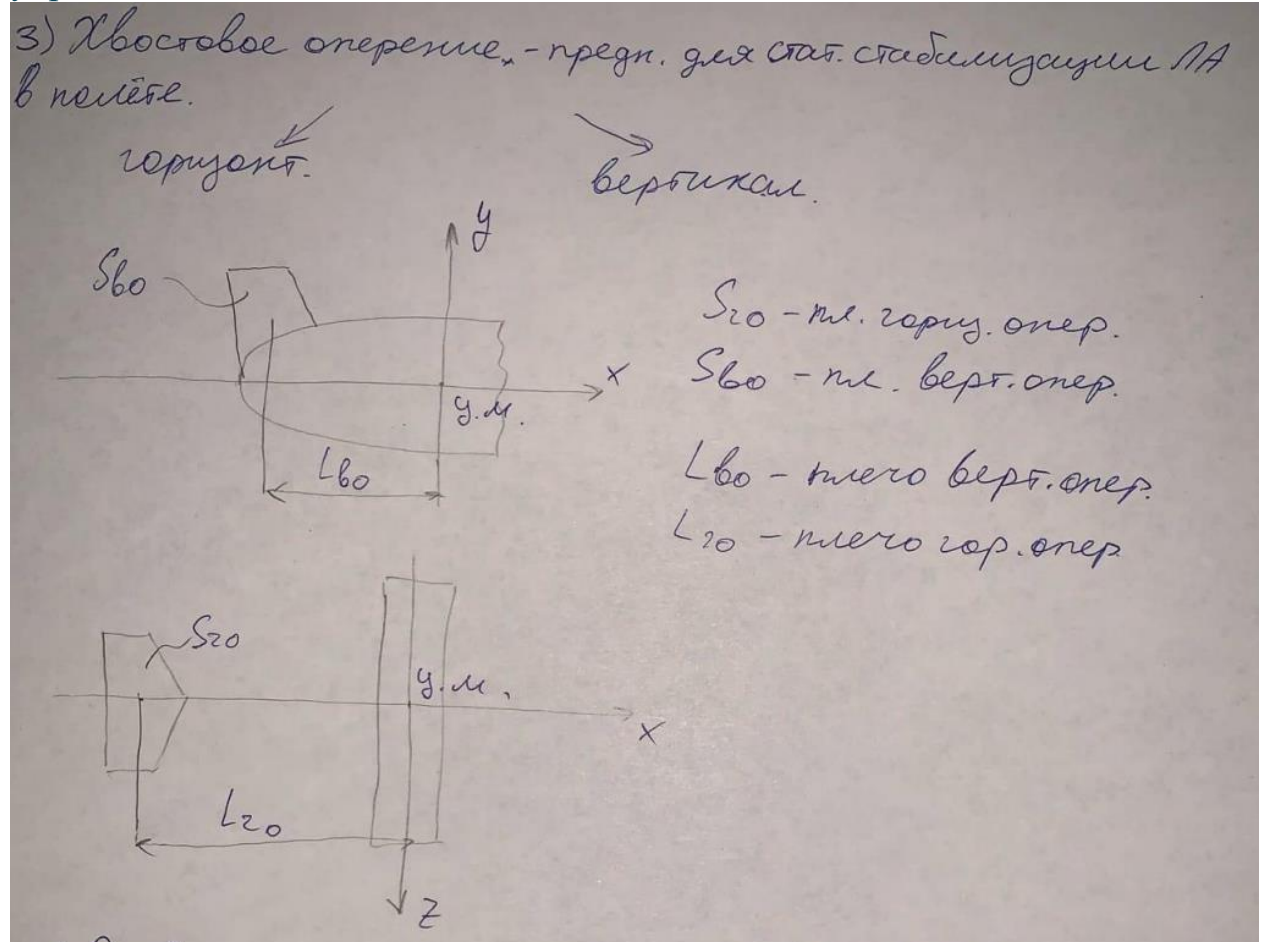 3) Хвостовое оперение, - предн. для стат. стабилизации ЛА
в полёте.
горизонт.
вертикал.
y
Sво
Sго - пл. гориз. опер.
x
Sво - пл. верт. опер.
ц.м.
Lво
Lво - плечо верт. опер.
Lго - плечо гор. опер
Sго
ц.м.
x
Lго
z